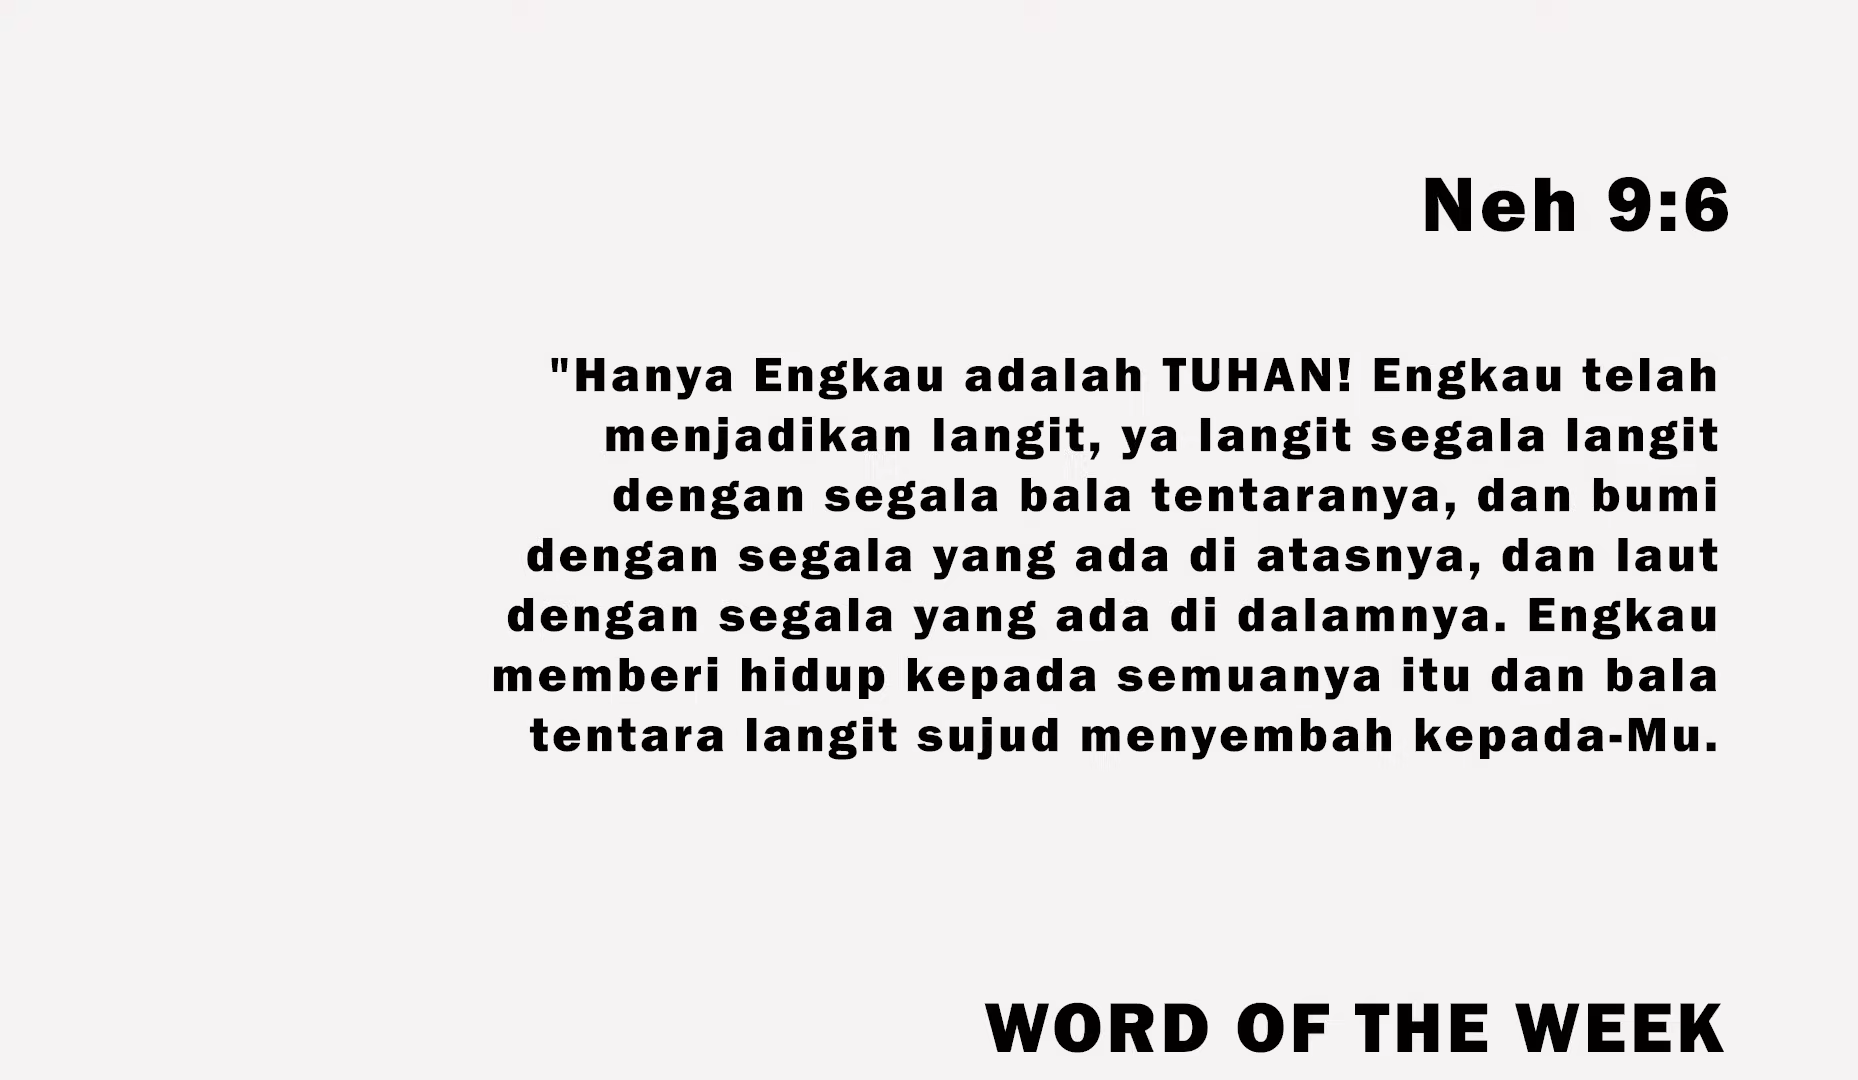 Neh 9:6
"Hanya Engkau adalah TUHAN! Engkau telah
menjadikan langit, ya langit segala langit
dengan segala bala tentaranya, dan bumi
dengan segala yang ada di atasnya, dan laut
dengan segala yang ada di dalamnya. Engkau
memberi hidup kepada semuanya itu dan bala
tentara langit sujud menyembah kepada-Mu.
WORD OF THE WEEK